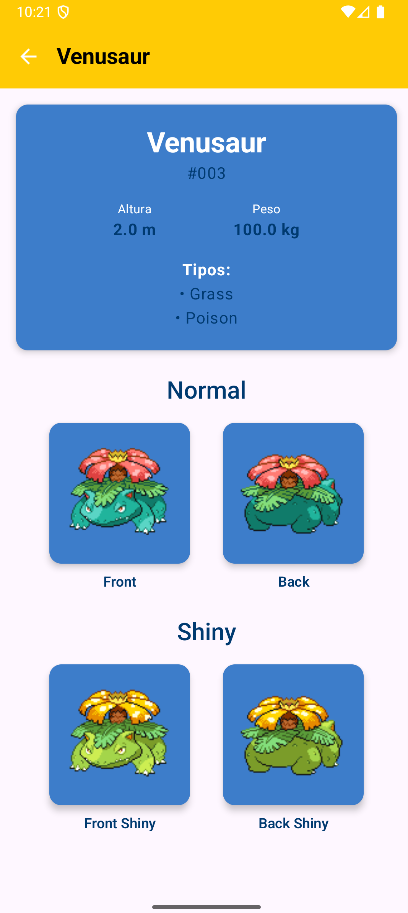 10:21
Venusaur
Venusaur
#003
Altura Peso
2.0 m 100.0 kg
Tipos:
• Grass
• Poison
Normal
Front Back
Shiny
Front Shiny Back Shiny